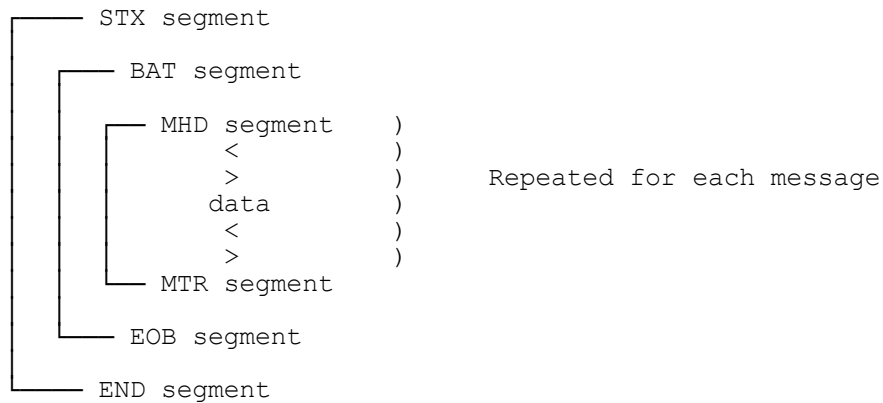 STX segment
BAT segment
MHD segment )
< )
> ) Repeated for each message
data )
< )
> )
MTR segment
EOB segment
END segment